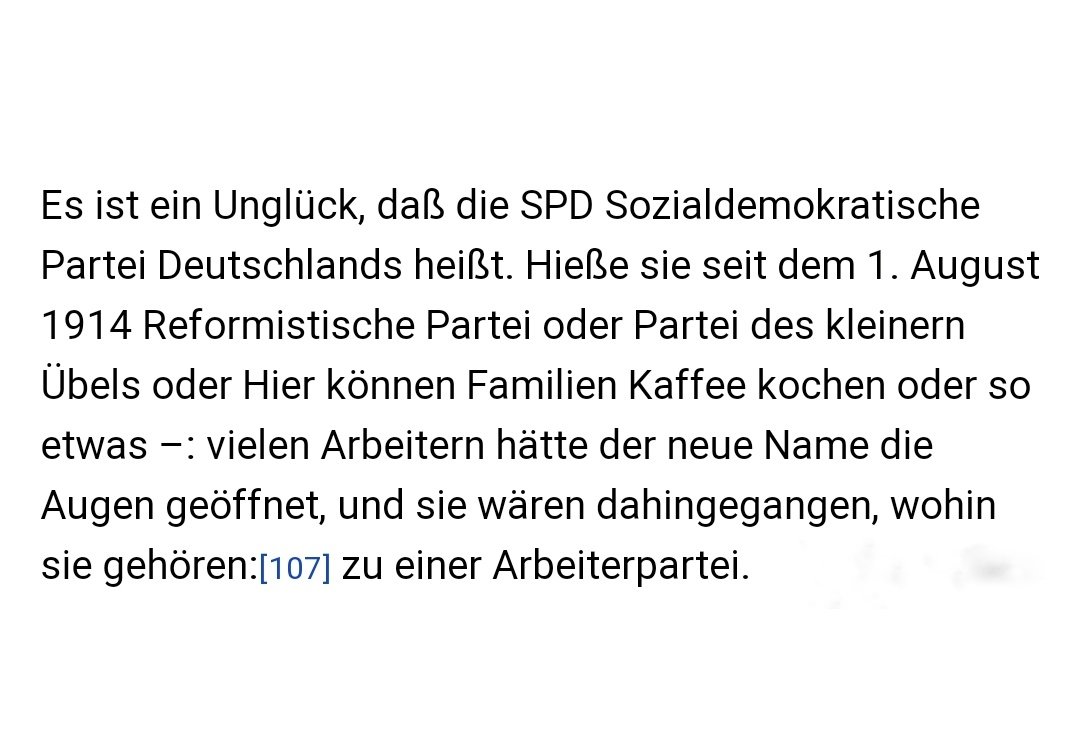 Es ist ein Unglück, daß die SPD Sozialdemokratische
Partei Deutschlands heißt. Hieße sie seit dem 1. August
1914 Reformistische Partei oder Partei des kleinern
Übels oder Hier können Familien Kaffee kochen oder so
etwas –: vielen Arbeitern hätte der neue Name die
Augen geöffnet, und sie wären dahingegangen, wohin
sie gehören:[107] zu einer Arbeiterpartei.